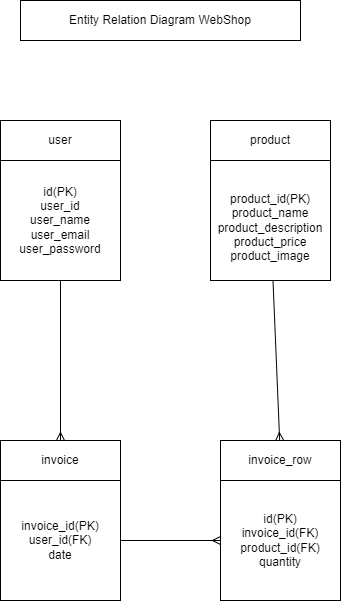 Entity Relation Diagram WebShop
user
id(PK)
user_id
user_name
user_email
user_password
product
product_id(PK)
product_name
product_description
product_price
product_image
invoice
invoice_id(PK)
user_id(FK)
date
invoice_row
id(PK)
invoice_id(FK)
product_id(FK)
quantity